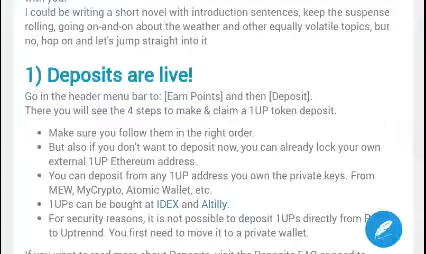 with you.
I could be writing a short novel with introduction sentences, keep the suspense
rolling, going on-and-on about the weather and other equally volatile topics, but
no, hop on and let's jump straight into it
1) Deposits are live!
Go in the header menu bar to: [Earn Points] and then [Deposit].
There you will see the 4 steps to make & claim a 1UP token deposit.
• Make sure you follow them in the right order.
• But also if you don't want to deposit now, you can already lock your own
external 1UP Ethereum address.
• You can deposit from any 1UP address you own the private keys. From
MEW, MyCrypto, Atomic Wallet, etc.
• 1UPs can be bought at IDEX and Altilly.
• For security reasons, it is not possible to deposit 1UPs directly from
to Uptrennd. You first need to move it to a private wallet.
If you want to read more about Deposits, visit the Deposits FAQ